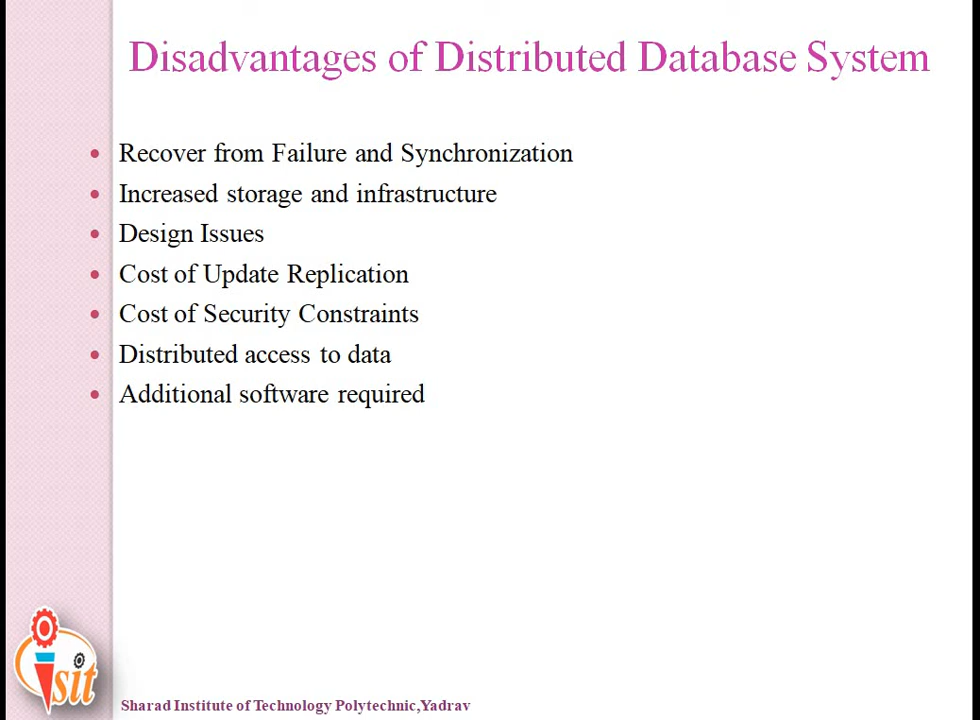 Disadvantages of Distributed Database System
• Recover from Failure and Synchronization
• Increased storage and infrastructure
• Design Issues
• Cost of Update Replication
• Cost of Security Constraints
• Distributed access to data
• Additional software required
sit
Sharad Institute of Technology Polytechnic,Yadrav